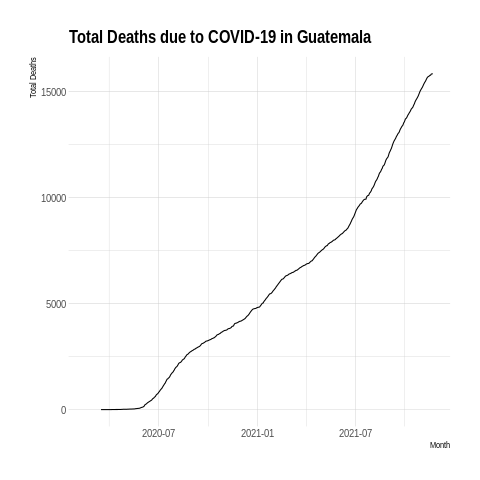 Total Deaths due to COVID-19 in Guatemala
Total Deaths
15000
10000
5000
0
2020-07
2021-01
2021-07
Month